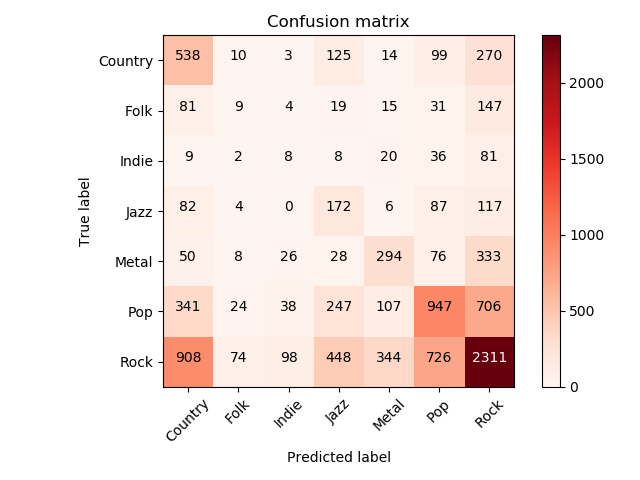 Confusion matrix
True label
Country 538 10 3 125 14 99 270
Folk 81 9 4 19 15 31 147
Indie 9 2 8 8 20 36 81
Jazz 82 4 0 172 6 87 117
Metal 50 8 26 28 294 76 333
Pop 341 24 38 247 107 947 706
Rock 908 74 98 448 344 726 2311
Country Folk Indie Jazz Metal Pop Rock
Predicted label
2000
1500
1000
500
0